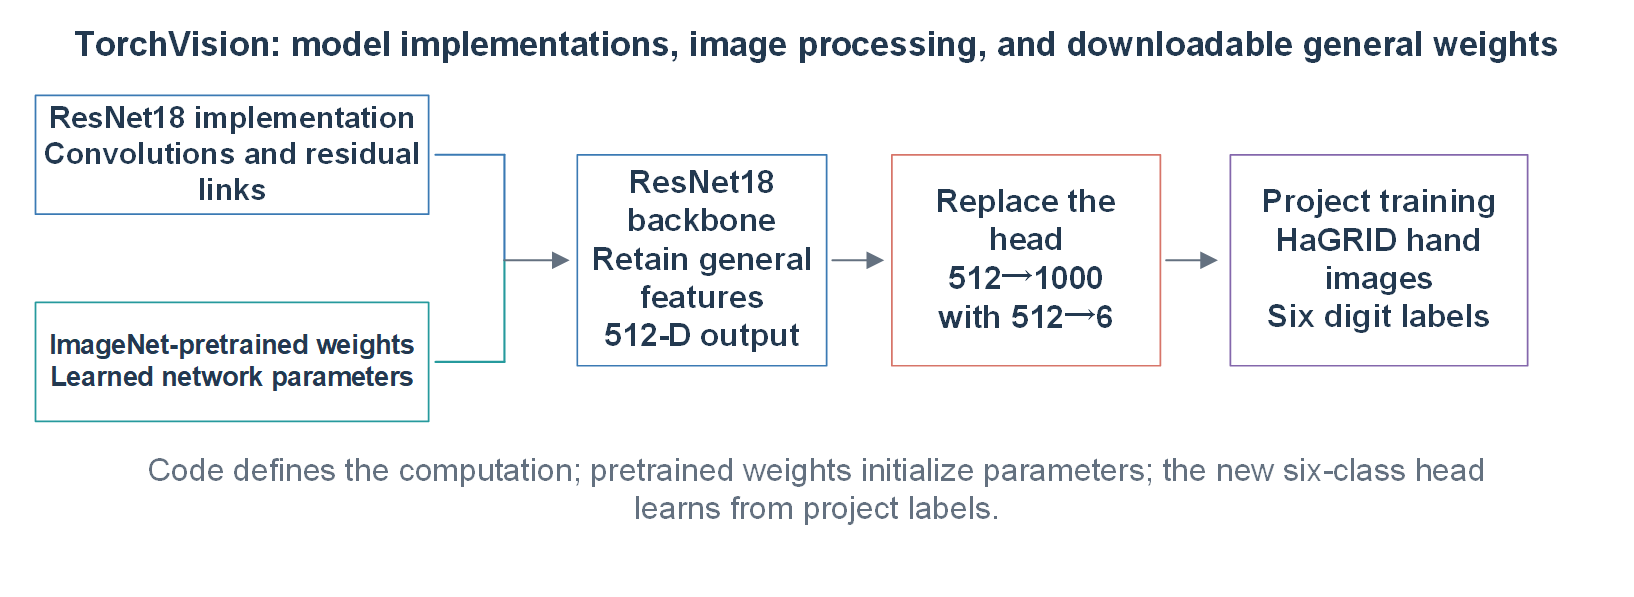 TorchVision: model implementations, image processing, and downloadable general weights
ResNet18 implementation
Convolutions and residual
links
ImageNet-pretrained weights
Learned network parameters
ResNet18
backbone
Retain general
features
512-D output
Replace the
head
512→1000
with 512→6
Project training
HaGRID hand
images
Six digit labels
Code defines the computation; pretrained weights initialize parameters; the new six-class head
learns from project labels.